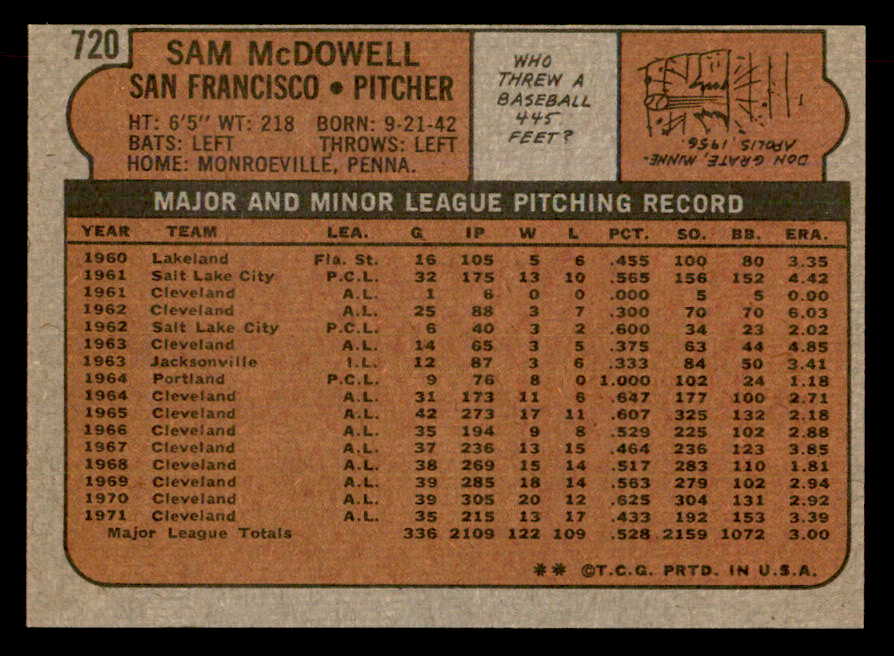 720
SAM McDOWELL
SAN FRANCISCO • PITCHER
HT: 6'5" WT: 218 BORN: 9-21-42
BATS: LEFT THROWS: LEFT
HOME: MONROEVILLE, PENNA.
WHO
THREW A
BASEBALL
445
FEET?
DON GRATE, MINNE-
APOLIS, 1956.
MAJOR AND MINOR LEAGUE PITCHING RECORD
YEAR TEAM LEA. G IP W L PCT. SO. BB. ERA.
1960 Lakeland Fla. St. 16 105 5 6 .455 100 80 3.35
1961 Salt Lake City P.C.L. 32 175 13 10 .565 156 152 4.42
1961 Cleveland A.L. 1 6 0 0 .000 5 5 0.00
1962 Cleveland A.L. 25 88 3 7 .300 70 70 6.03
1962 Salt Lake City P.C.L. 6 40 3 2 .600 34 23 2.02
1963 Cleveland A.L. 14 65 3 5 .375 63 44 4.85
1963 Jacksonville I.L. 12 87 3 6 .333 84 50 3.41
1964 Portland P.C.L. 9 76 8 0 1.000 102 24 1.18
1964 Cleveland A.L. 31 173 11 6 .647 177 100 2.71
1965 Cleveland A.L. 42 273 17 11 .607 325 132 2.18
1966 Cleveland A.L. 35 194 9 8 .529 225 102 2.88
1967 Cleveland A.L. 37 236 13 15 .464 236 123 3.85
1968 Cleveland A.L. 38 269 15 14 .517 283 110 1.81
1969 Cleveland A.L. 39 285 18 14 .563 279 102 2.94
1970 Cleveland A.L. 39 305 20 12 .625 304 131 2.92
1971 Cleveland A.L. 35 215 13 17 .433 192 153 3.39
Major League Totals 336 2109 122 109 .528 2159 1072 3.00
** ©T.C.G. PRTD. IN U.S.A.